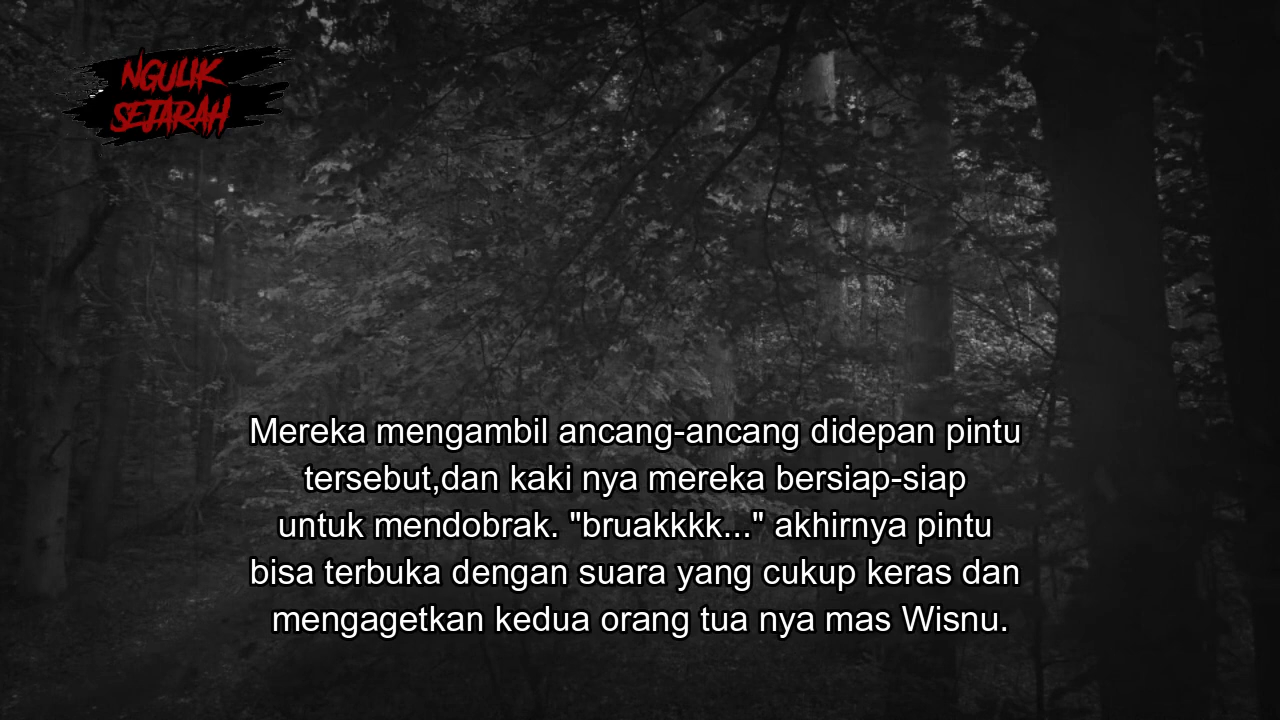 NGULIK
SEJARAH
Mereka mengambil ancang-ancang didepan pintu
tersebut,dan kaki nya mereka bersiap-siap
untuk mendobrak. "bruakkkk..." akhirnya pintu
bisa terbuka dengan suara yang cukup keras dan
mengagetkan kedua orang tua nya mas Wisnu.